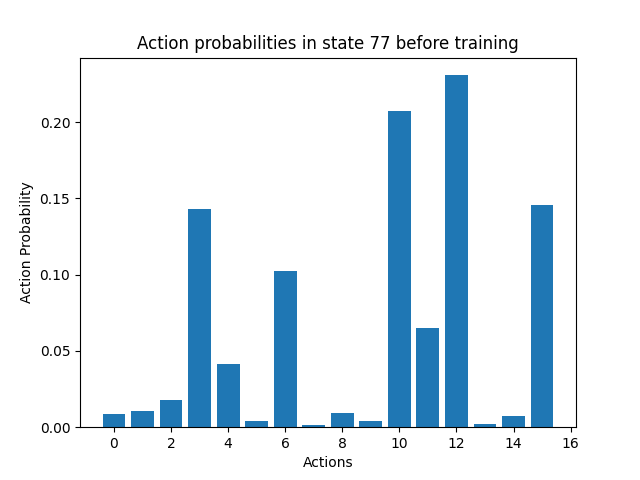 Action probabilities in state 77 before training
0.20
0.15
0.10
0.05
0.00
Action Probability
0 2 4 6 8 10 12 14 16
Actions